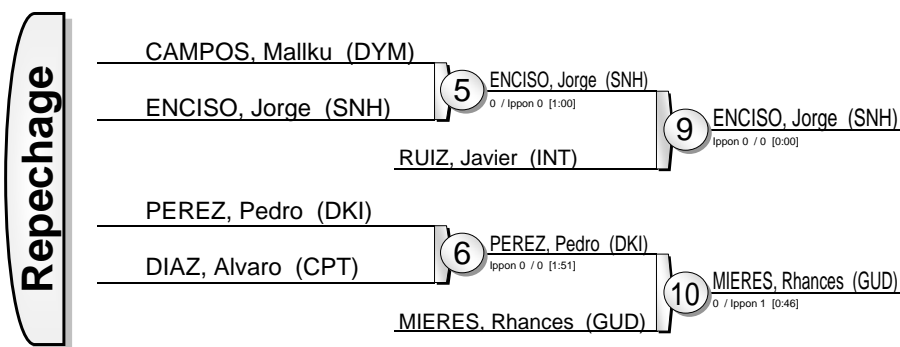 Repechage
CAMPOS, Mallku (DYM)
ENCISO, Jorge (SNH)
5
ENCISO, Jorge (SNH)
0 / Ippon 0 [1:00]
RUIZ, Javier (INT)
9
ENCISO, Jorge (SNH)
Ippon 0 / 0 [0:00]
PEREZ, Pedro (DKI)
DIAZ, Alvaro (CPT)
6
PEREZ, Pedro (DKI)
Ippon 0 / 0 [1:51]
MIERES, Rhances (GUD)
10
MIERES, Rhances (GUD)
0 / Ippon 1 [0:46]